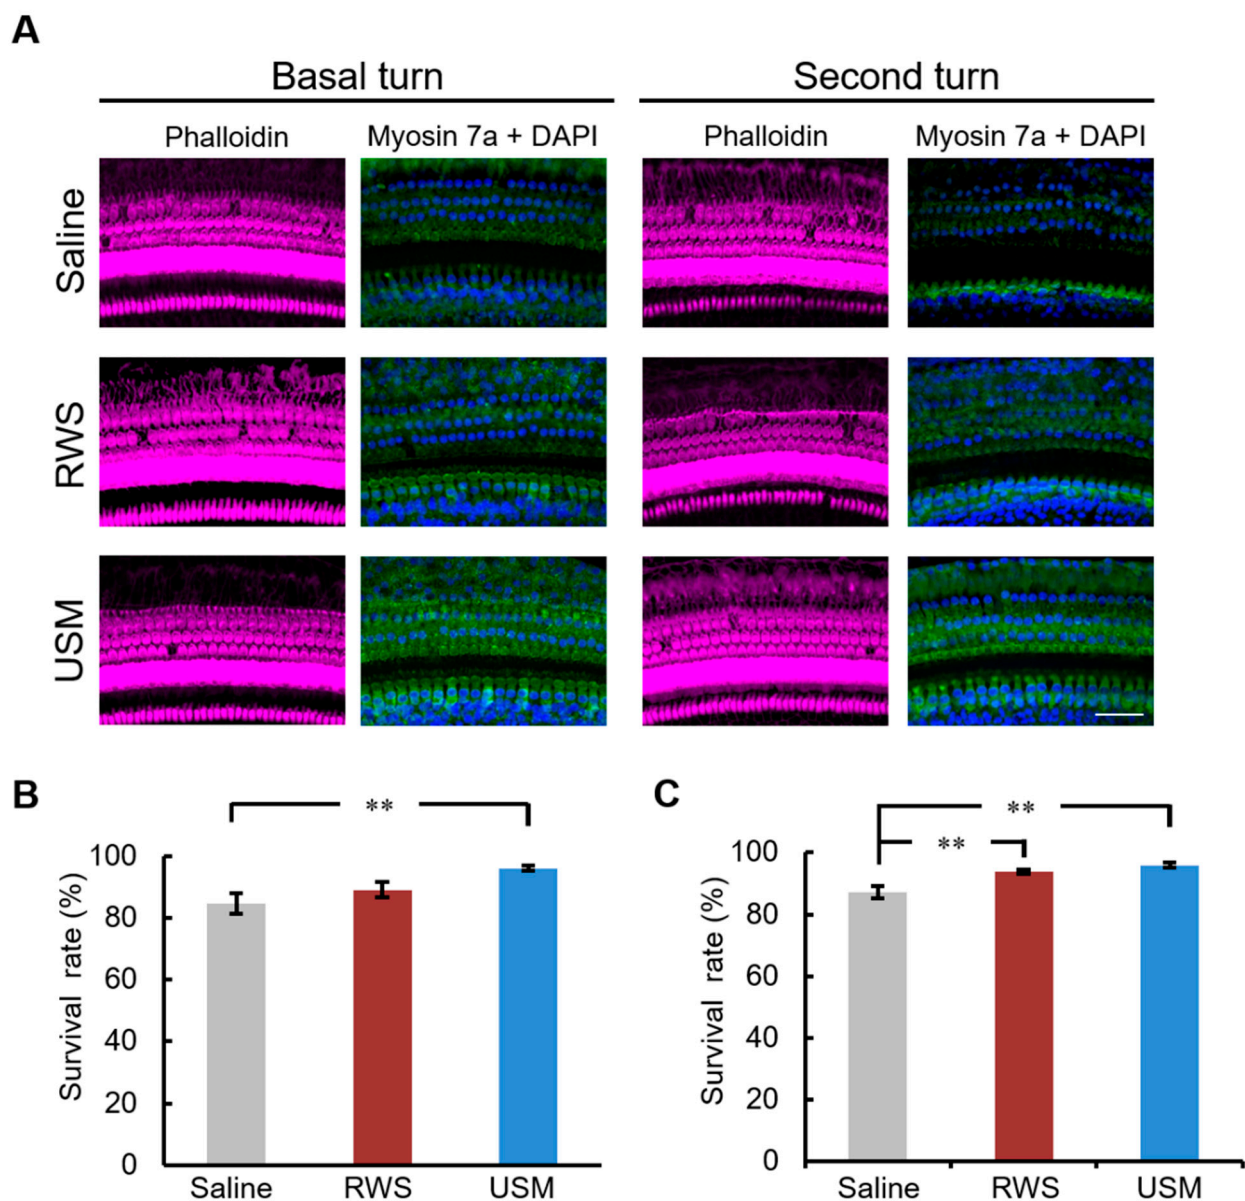 A
Basal turn Second turn
Phalloidin Myosin 7a + DAPI Phalloidin Myosin 7a + DAPI
Saline
RWS
USM
B
**
Survival rate (%)
100
80
60
40
20
0
Saline RWS USM
C
**
**
Survival rate (%)
100
80
60
40
20
0
Saline RWS USM